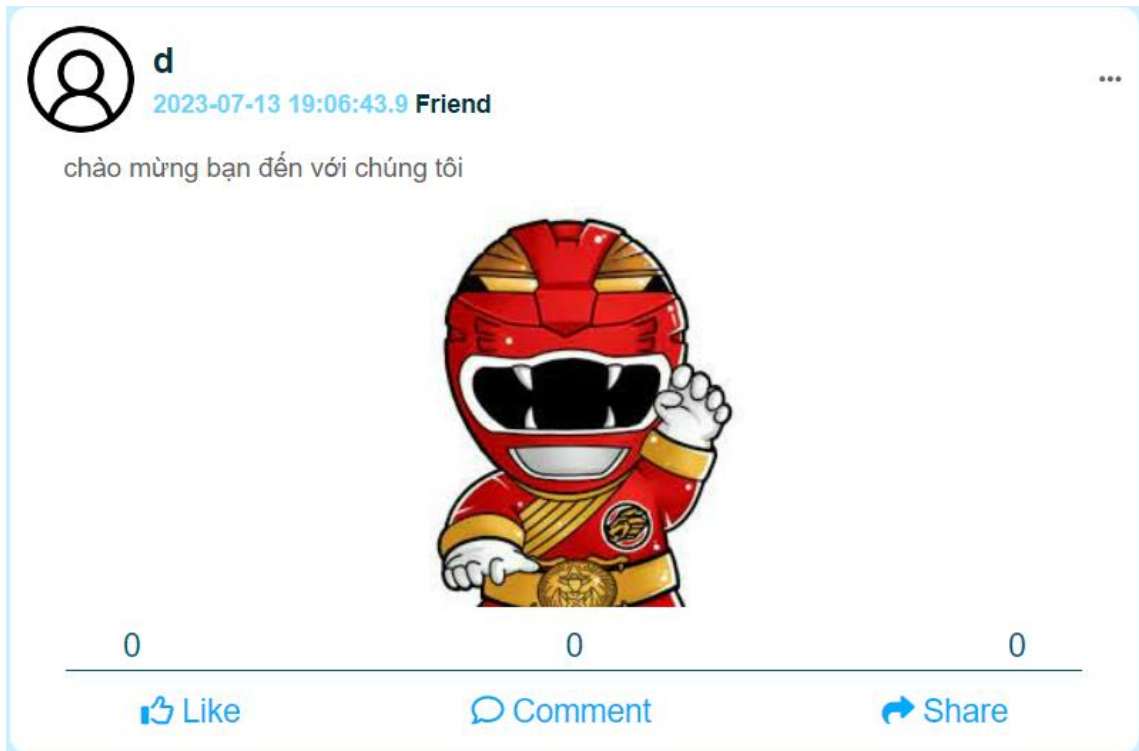 d
2023-07-13 19:06:43.9 Friend
chào mừng bạn đến với chúng tôi
0 0 0
Like Comment Share